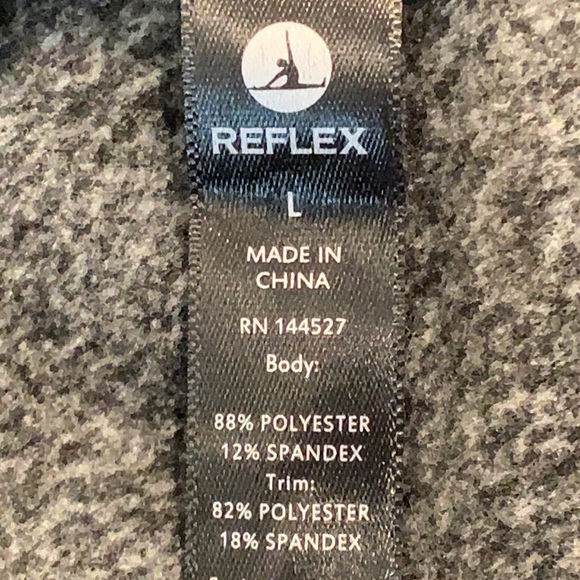 REFLEX
L
MADE IN
CHINA
RN 144527
Body:
88% POLYESTER
12% SPANDEX
Trim:
82% POLYESTER
18% SPANDEX